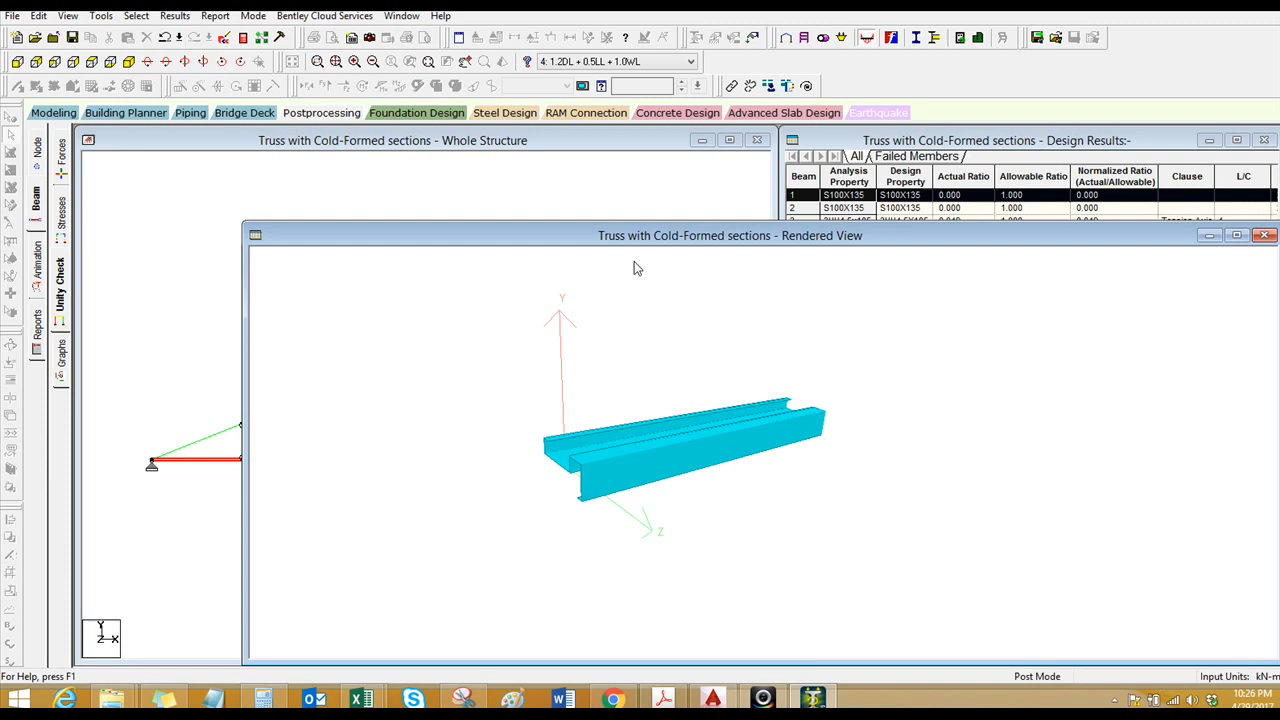 File Edit View Tools Select Results Report Mode Bentley Cloud Services Window Help
4: 1.2DL + 0.5LL + 1.0WL
Modeling Building Planner Piping Bridge Deck Postprocessing Foundation Design Steel Design RAM Connection Concrete Design Advanced Slab Design Earthquake
Truss with Cold-Formed sections - Whole Structure
Truss with Cold-Formed sections - Design Results:-
All Failed Members
Beam Analysis Property Design Property Actual Ratio Allowable Ratio Normalized Ratio (Actual/Allowable) Clause L/C
1 S100X135 S100X135 0.000 1.000 0.000
2 S100X135 S100X135 0.000 1.000 0.000
Truss with Cold-Formed sections - Rendered View
Node
Beam
Animation
Reports
Forces
Stresses
Unity Check
Graphs
Y
Z
Y
Z X
For Help, press F1
Post Mode
Input Units: kN-m
10:26 PM
4/29/2017